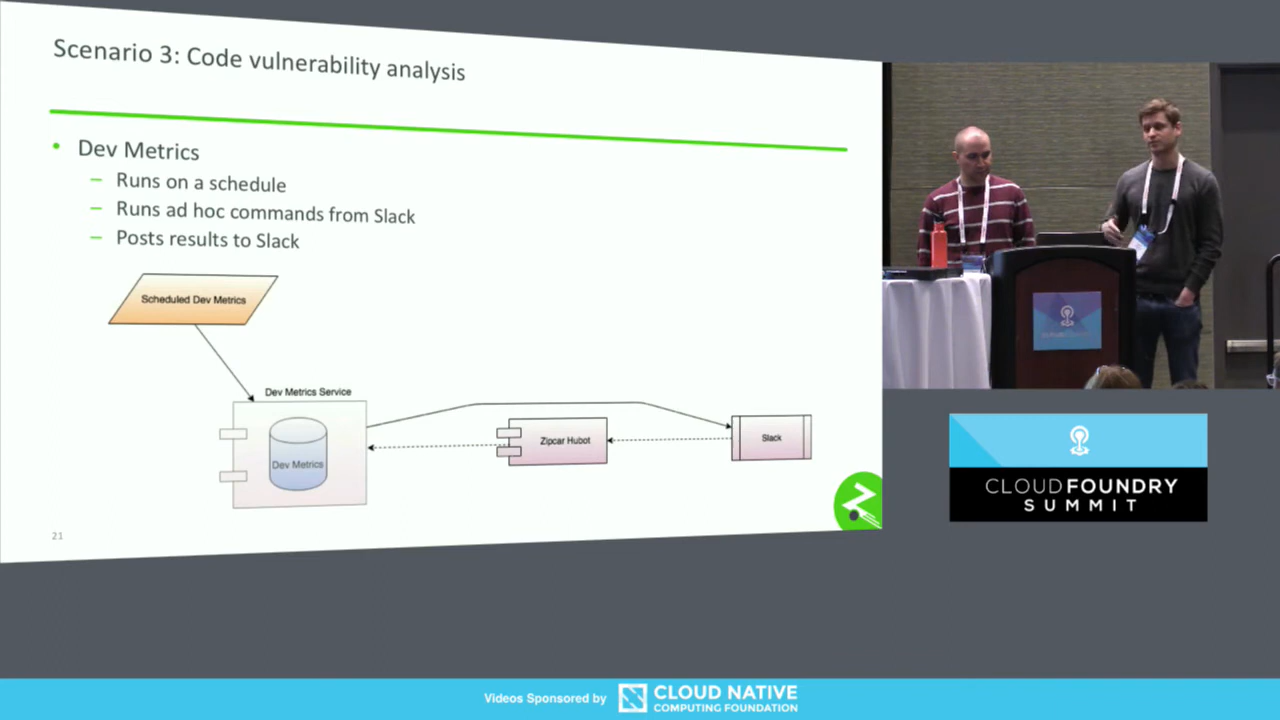 Scenario 3: Code vulnerability analysis
• Dev Metrics
– Runs on a schedule
– Runs ad hoc commands from Slack
– Posts results to Slack
Scheduled Dev Metrics
Dev Metrics Service
Dev Metrics
Zipcar Hubot
Slack
21
CLOUD FOUNDRY
SUMMIT
Videos Sponsored by
CLOUD NATIVE
COMPUTING FOUNDATION